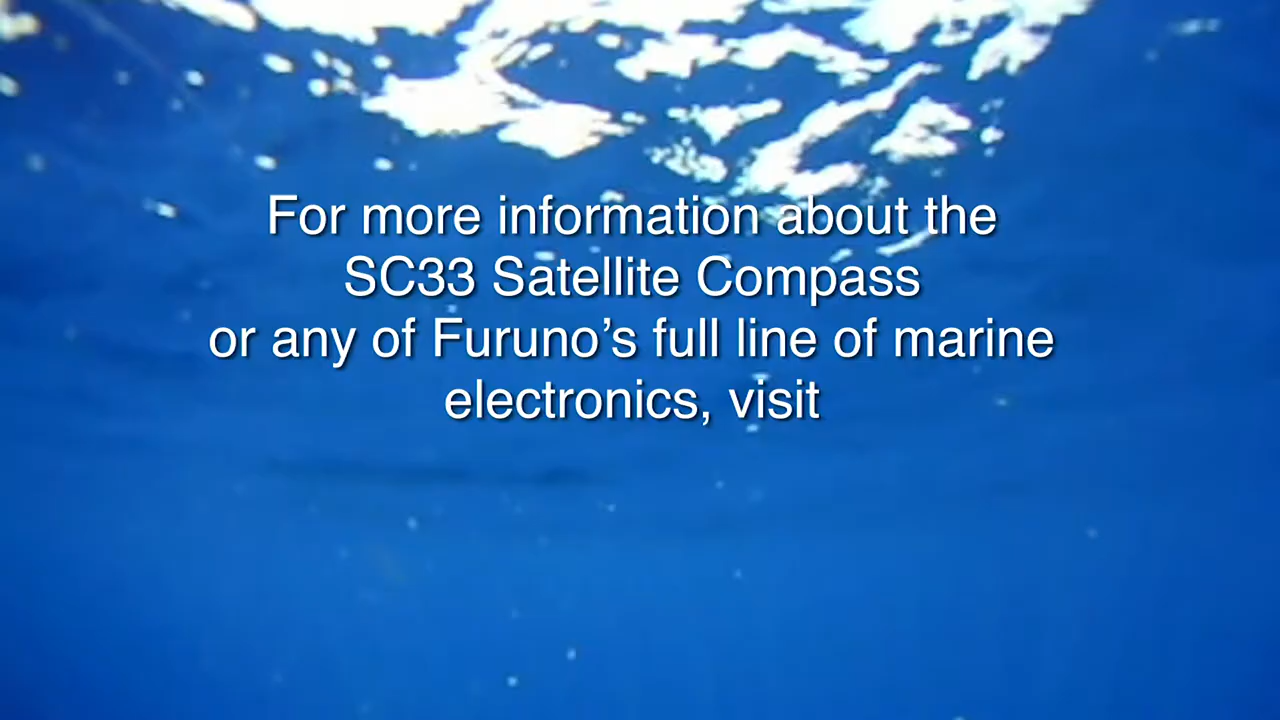 For more information about the
SC33 Satellite Compass
or any of Furuno’s full line of marine
electronics, visit